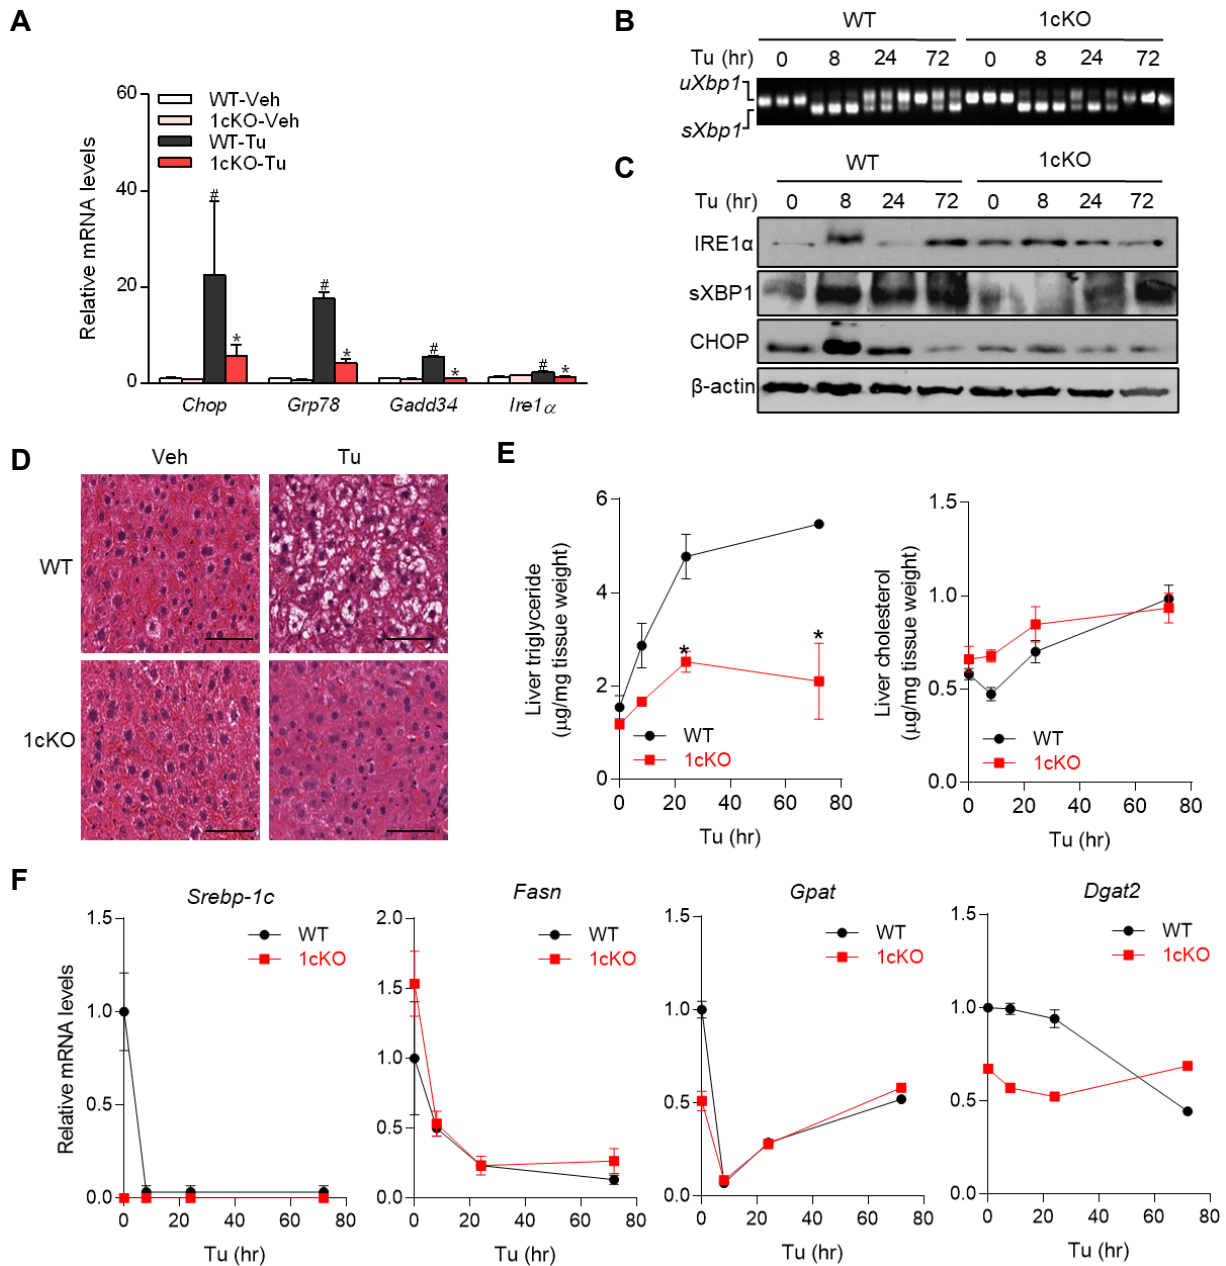 A
60
40
20
0
Relative mRNA levels
WT-Veh
1cKO-Veh
WT-Tu
1cKO-Tu
#
*
#
*
#
*
#
*
Chop Grp78 Gadd34 Ire1α
B
WT 1cKO
Tu (hr) 0 8 24 72 0 8 24 72
uXbp1
sXbp1
C
WT 1cKO
Tu (hr) 0 8 24 72 0 8 24 72
IRE1α
sXBP1
CHOP
β-actin
D
Veh Tu
WT
1cKO
E
Liver triglyceride
(μg/mg tissue weight)
6
4
2
0
* *
WT
1cKO
0 20 40 60 80
Tu (hr)
Liver cholesterol
(μg/mg tissue weight)
1.5
1.0
0.5
0.0
WT
1cKO
0 20 40 60 80
Tu (hr)
F
Srebp-1c
Relative mRNA levels
1.5
1.0
0.5
0.0
WT
1cKO
0 20 40 60 80
Tu (hr)
Fasn
2.0
1.5
1.0
0.5
0.0
WT
1cKO
0 20 40 60 80
Tu (hr)
Gpat
1.5
1.0
0.5
0.0
WT
1cKO
0 20 40 60 80
Tu (hr)
Dgat2
1.5
1.0
0.5
0.0
WT
1cKO
0 20 40 60 80
Tu (hr)